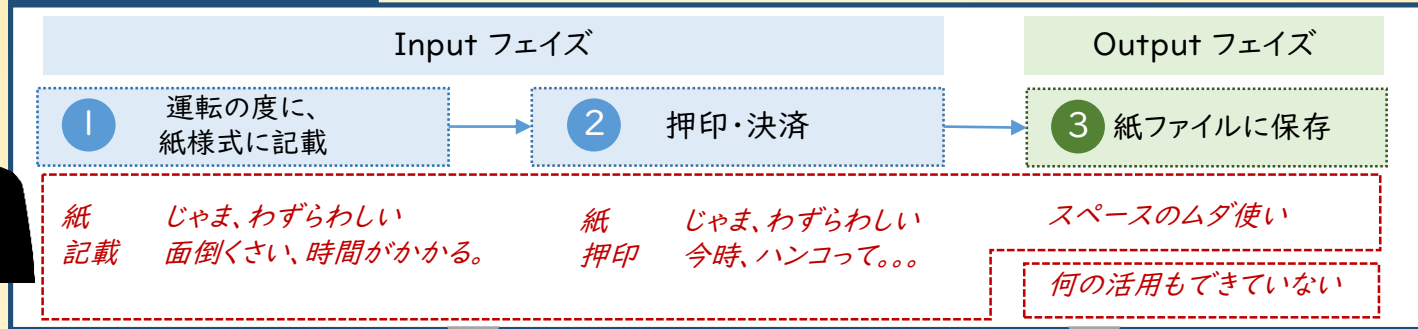 Input フェイズ
Output フェイズ
1
運転の度に、
紙様式に記載
2
押印・決済
3
紙ファイルに保存
紙 じゃま、わずらわしい
記載 面倒くさい、時間がかかる。
紙 じゃま、わずらわしい
押印 今時、ハンコって。。。
スペースのムダ使い
何の活用もできていない